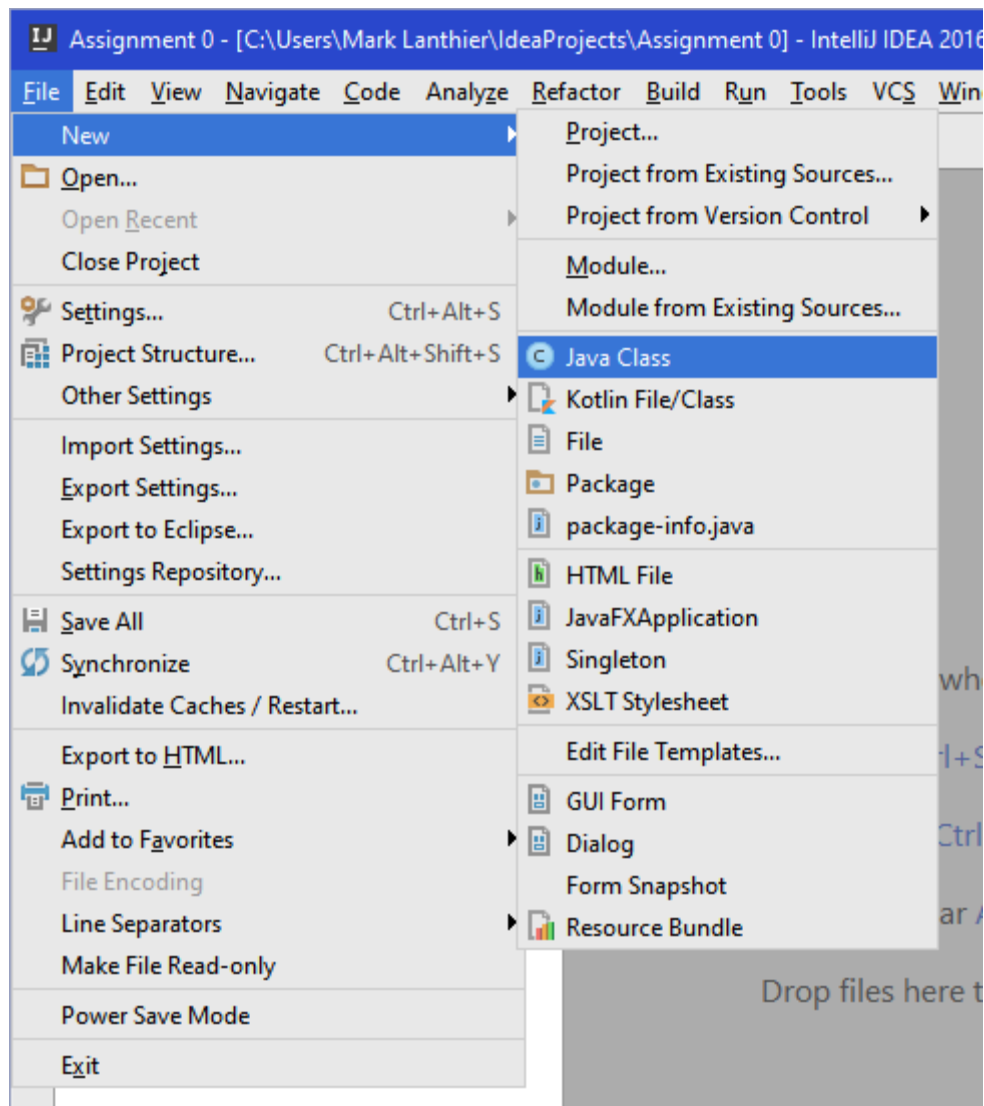 IJ Assignment 0 - [C:\Users\Mark Lanthier\IdeaProjects\Assignment 0] - IntelliJ IDEA 2016
File Edit View Navigate Code Analyze Refactor Build Run Tools VCS Win
New
Open...
Open Recent
Close Project
Settings... Ctrl+Alt+S
Project Structure... Ctrl+Alt+Shift+S
Other Settings
Import Settings...
Export Settings...
Export to Eclipse...
Settings Repository...
Save All Ctrl+S
Synchronize Ctrl+Alt+Y
Invalidate Caches / Restart...
Export to HTML...
Print...
Add to Favorites
File Encoding
Line Separators
Make File Read-only
Power Save Mode
Exit
Project...
Project from Existing Sources...
Project from Version Control
Module...
Module from Existing Sources...
Java Class
Kotlin File/Class
File
Package
package-info.java
HTML File
JavaFXApplication
Singleton
XSLT Stylesheet
Edit File Templates...
GUI Form
Dialog
Form Snapshot
Resource Bundle
Drop files here t